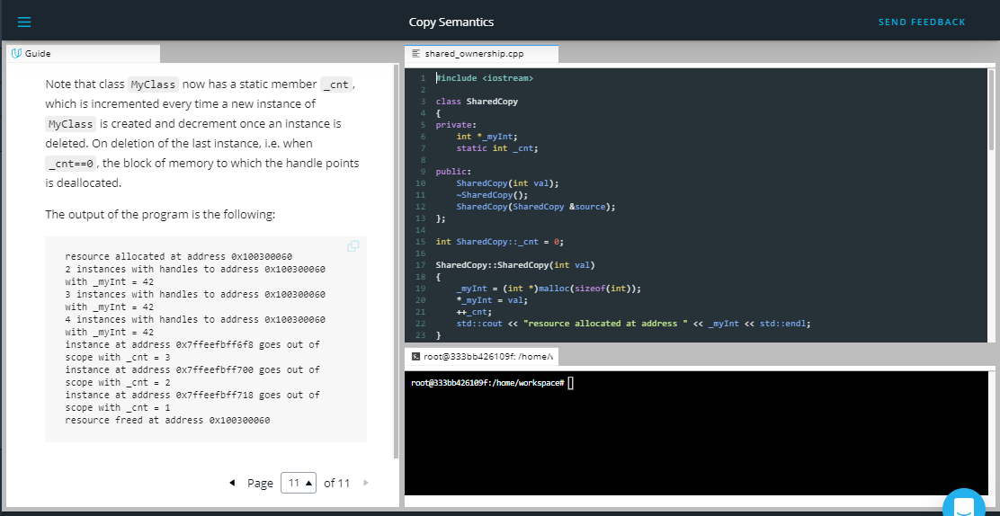 Copy Semantics
SEND FEEDBACK
Guide
Note that class MyClass now has a static member _cnt ,
which is incremented every time a new instance of
MyClass is created and decrement once an instance is
deleted. On deletion of the last instance, i.e. when
_cnt==0 , the block of memory to which the handle points
is deallocated.
The output of the program is the following:
resource allocated at address 0x100300060
2 instances with handles to address 0x100300060
with _myInt = 42
3 instances with handles to address 0x100300060
with _myInt = 42
4 instances with handles to address 0x100300060
with _myInt = 42
instance at address 0x7ffeefbff6f8 goes out of
scope with _cnt = 3
instance at address 0x7ffeefbff700 goes out of
scope with _cnt = 2
instance at address 0x7ffeefbff718 goes out of
scope with _cnt = 1
resource freed at address 0x100300060
Page 11 of 11
shared_ownership.cpp
1 #include <iostream>
2
3 class SharedCopy
4 {
5 private:
6 int *_myInt;
7 static int _cnt;
8
9 public:
10 SharedCopy(int val);
11 ~SharedCopy();
12 SharedCopy(SharedCopy &source);
13 };
14
15 int SharedCopy::_cnt = 0;
16
17 SharedCopy::SharedCopy(int val)
18 {
19 _myInt = (int *)malloc(sizeof(int));
20 *_myInt = val;
21 ++_cnt;
22 std::cout << "resource allocated at address " << _myInt << std::endl;
23 }
root@333bb426109f: /home/w
root@333bb426109f:/home/workspace#